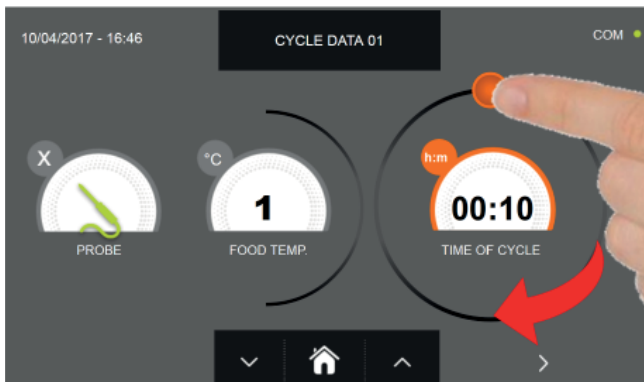 10/04/2017 - 16:46
CYCLE DATA 01
COM
X
°C
h:m
1
00:10
PROBE
FOOD TEMP.
TIME OF CYCLE